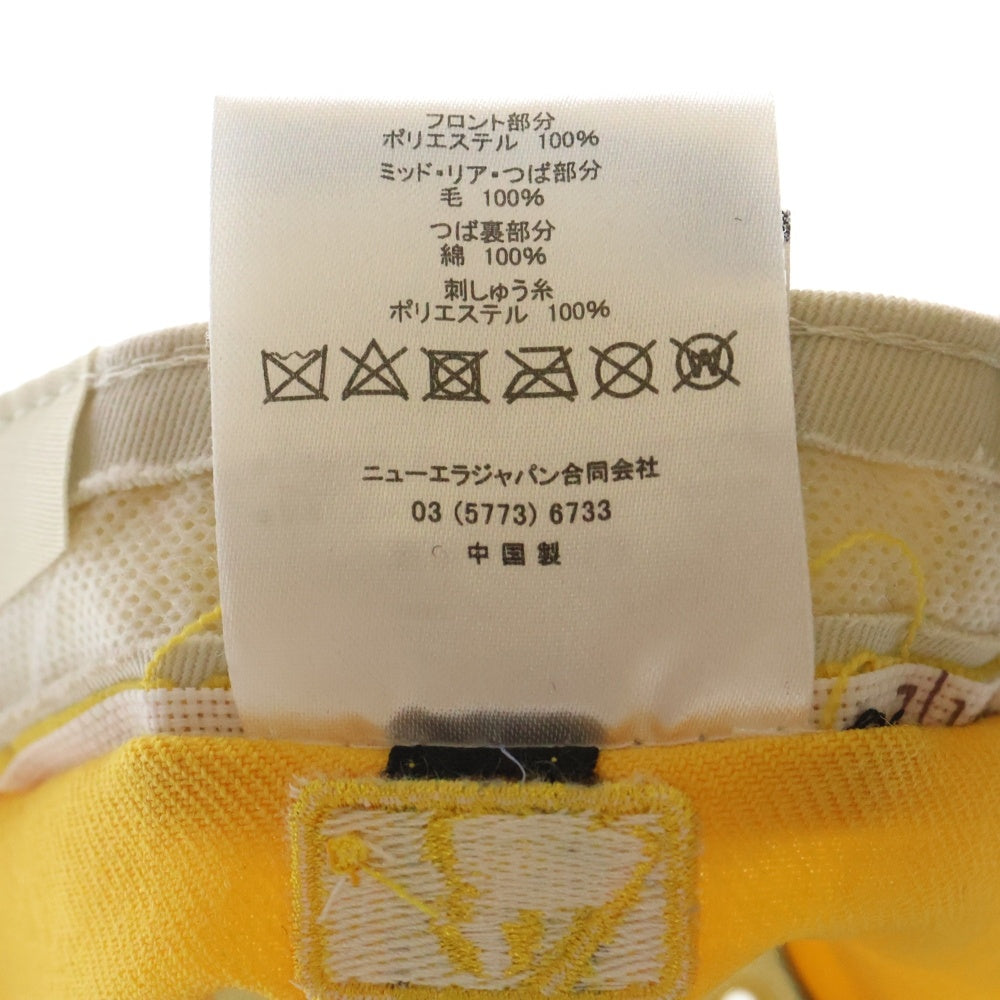 フロント部分
ポリエステル 100%
ミッド・リア・つば部分
毛 100%
つば裏部分
綿 100%
刺しゅう糸
ポリエステル 100%
W
ニューエラジャパン合同会社
03 (5773) 6733
中国製